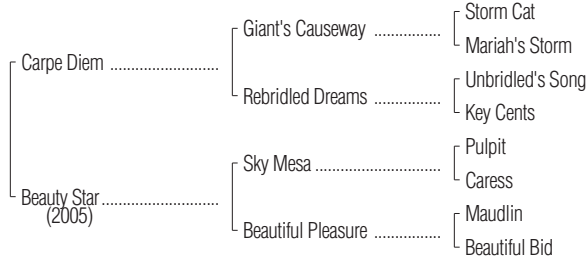 Storm Cat
Giant's Causeway ................
Mariah's Storm
Carpe Diem ..........................
Unbridled's Song
Rebridled Dreams ................
Key Cents
Pulpit
Sky Mesa ..............................
Caress
Beauty Star ............................
(2005)
Maudlin
Beautiful Pleasure ................
Beautiful Bid